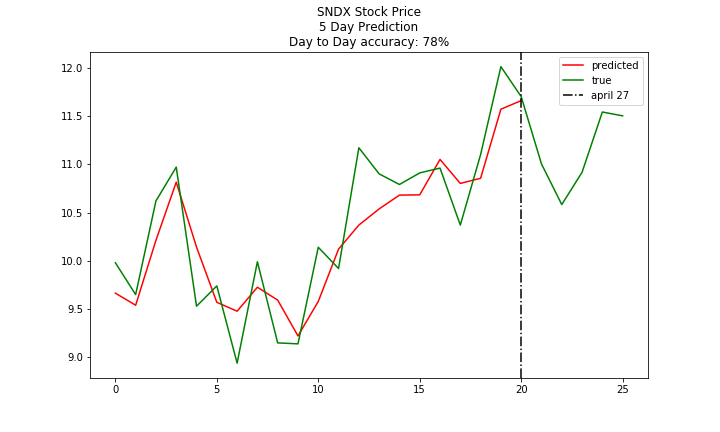 SNDX Stock Price
5 Day Prediction
Day to Day accuracy: 78%
12.0
11.5
11.0
10.5
10.0
9.5
9.0
predicted
true
april 27
0 5 10 15 20 25